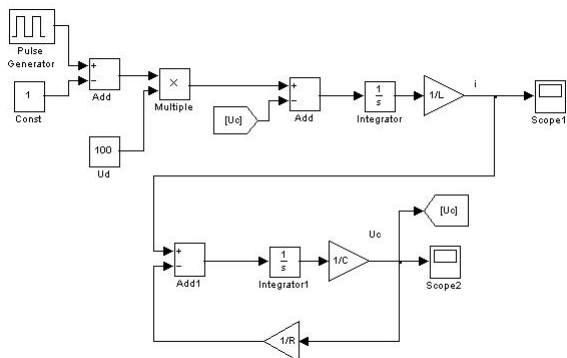 Pulse
Generator
1
Const
+
−
Add
×
Multiple
100
Ud
[Uc]
+
−
Add
1
s
Integrator
1/L
i
Scope1
+
−
Add1
1
s
Integrator1
1/C
Uc
[Uc]
Scope2
1/R